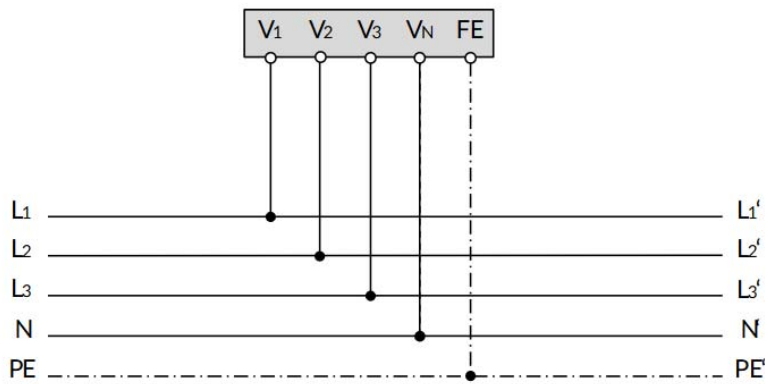 V1 V2 V3 VN FE
L1 L1‘
L2 L2‘
L3 L3‘
N N‘
PE PE‘